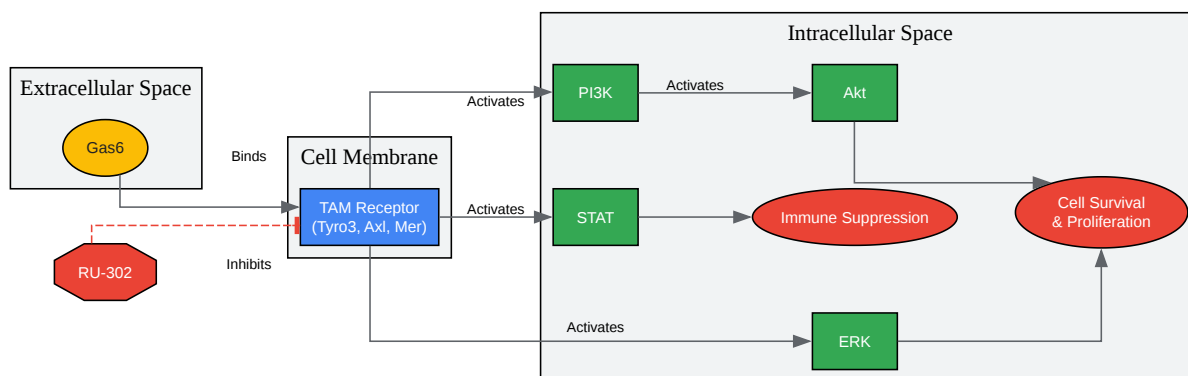 Intracellular Space
Extracellular Space
PI3K
Activates
Akt
Activates
Gas6
Binds
Cell Membrane
TAM Receptor
(Tyro3, Axl, Mer)
Activates
STAT
Immune Suppression
Cell Survival
& Proliferation
Inhibits
RU-302
Activates
ERK